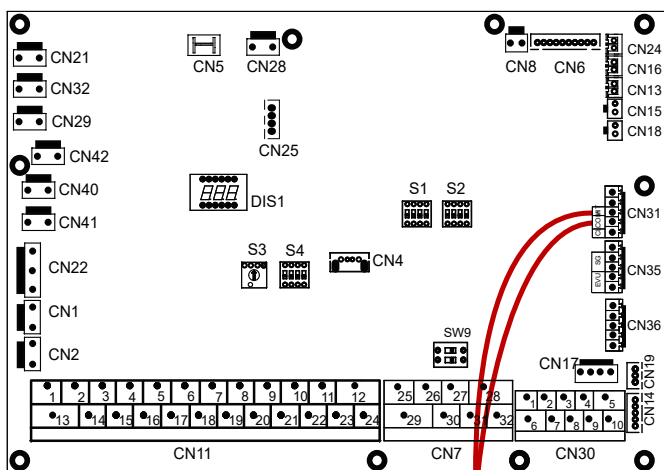 CN21
CN32
CN29
CN42
CN40
CN41
CN22
CN1
CN2
CN5
CN28
CN25
DIS1
S1
S2
S3
S4
CN4
SW9
CN8
CN6
CN24
CN16
CN13
CN15
CN18
CN31
CN35
SG
EVU
CN36
CN17
CN19
CN14
1 2 3 4 5 6 7 8 9 10 11 12
13 14 15 16 17 18 19 20 21 22 23 24
CN11
25 26 27 28
29 30 31 32
CN7
1 2 3 4 5
6 7 8 9 10
CN30